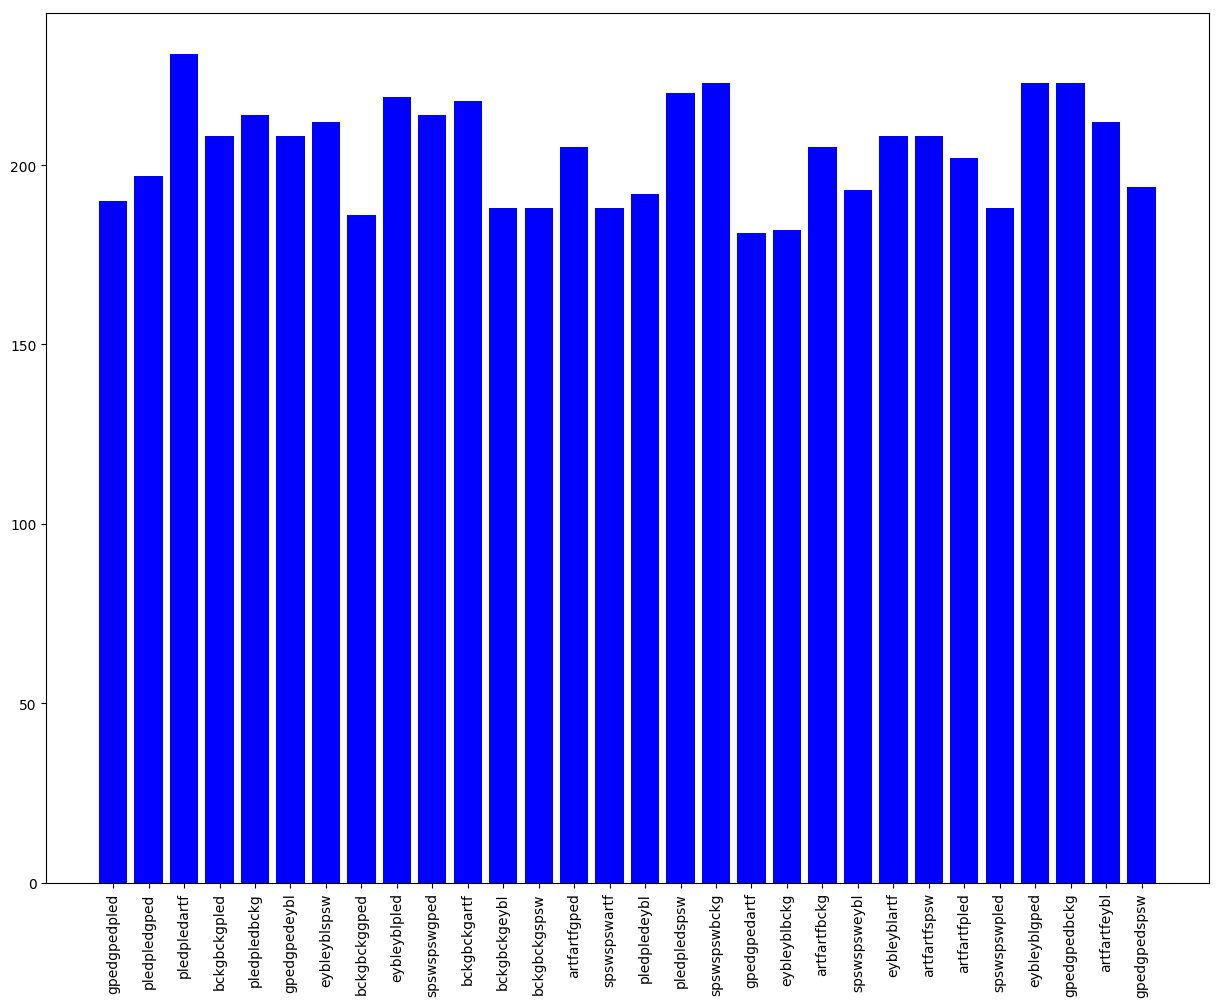 200
150
100
50
0
gpedgpedpled
pledpledgped
pledpledartf
bckgbckgpled
pledpledbckg
gpedgpedeybl
eybleyblspsw
bckgbckggped
eybleyblpled
spswspswgped
bckgbckgartf
bckgbckgeybl
bckgbckgspsw
artfartfgped
spswspswartf
pledpledeybl
pledpledspsw
spswspswbckg
gpedgpedartf
eybleyblbckg
artfartfbckg
spswspsweybl
eybleyblartf
artfartfspsw
artfartfpled
spswspswpled
eybleyblgped
gpedgpedbckg
artfartfeybl
gpedgpedspsw